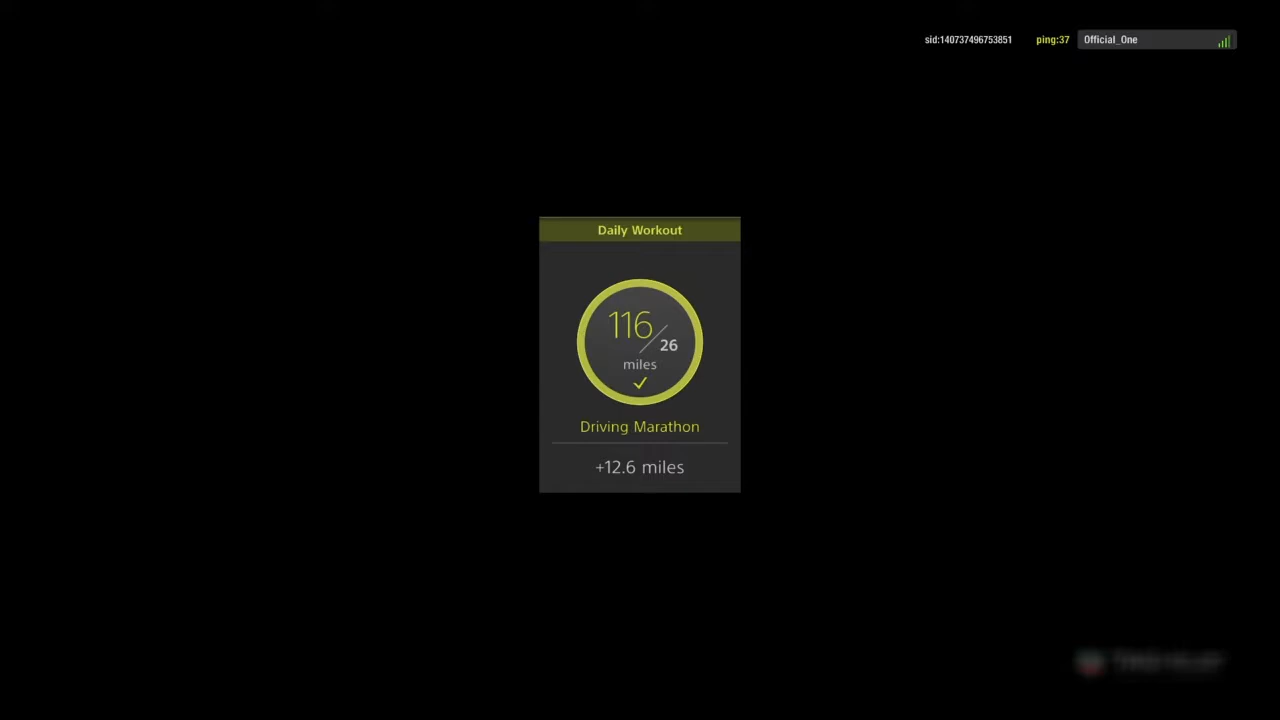 sid:140737496753851 ping:37 Official_One
Daily Workout
116/26
miles
Driving Marathon
+12.6 miles